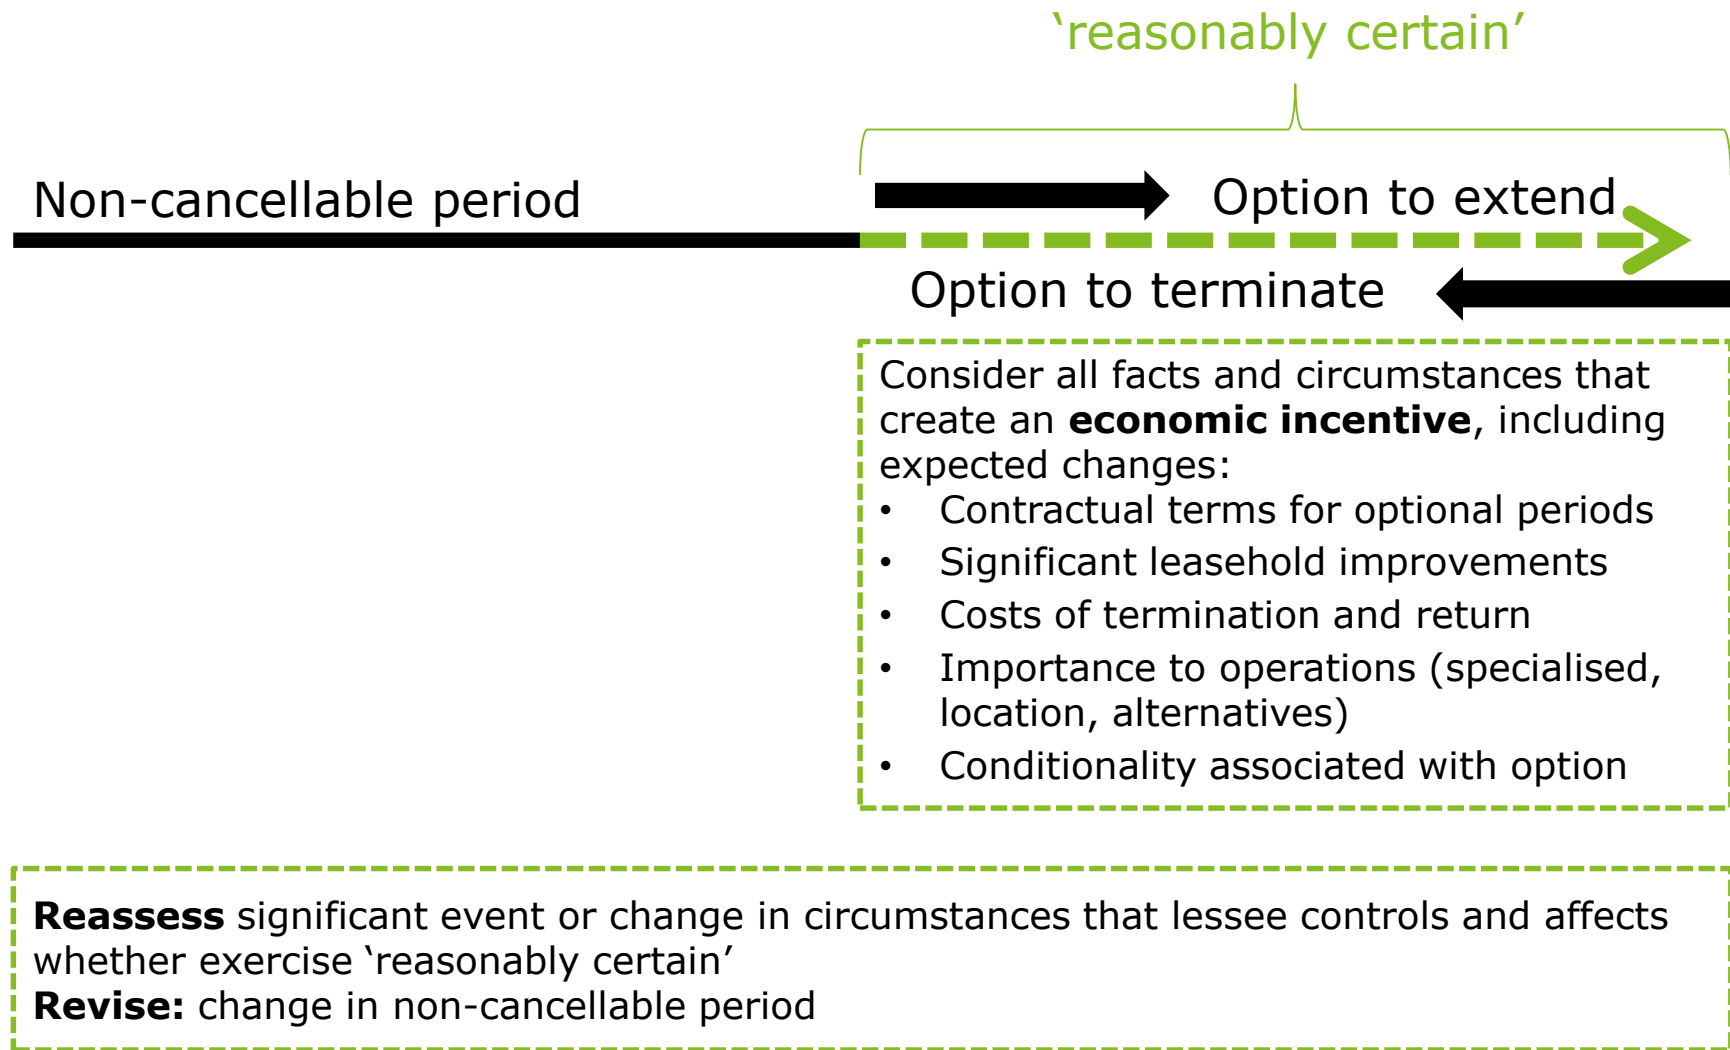 ‘reasonably certain’
Non-cancellable period
Option to extend
Option to terminate
Consider all facts and circumstances that
create an economic incentive, including
expected changes:
• Contractual terms for optional periods
• Significant leasehold improvements
• Costs of termination and return
• Importance to operations (specialised,
location, alternatives)
• Conditionality associated with option
Reassess significant event or change in circumstances that lessee controls and affects
whether exercise ‘reasonably certain’
Revise: change in non-cancellable period